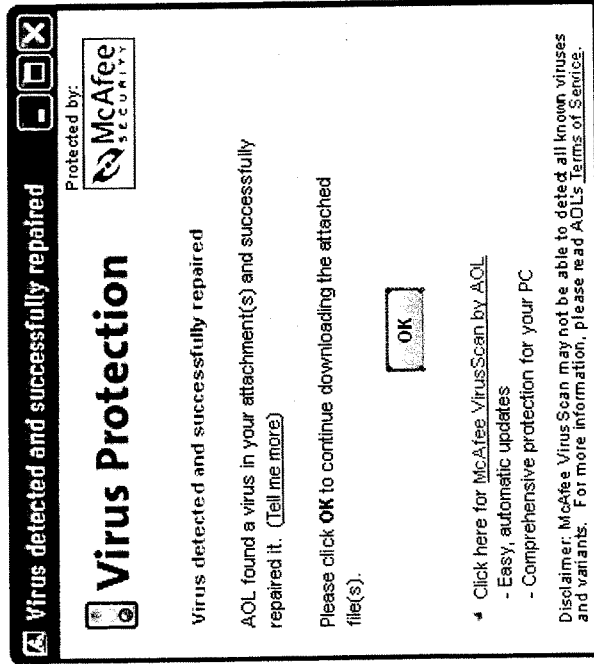 Virus detected and successfully repaired
Virus Protection
Protected by:
McAfee
SECURITY
Virus detected and successfully repaired
AOL found a virus in your attachment(s) and successfully
repaired it. (Tell me more)
Please click OK to continue downloading the attached
file(s).
OK
Click here for McAfee VirusScan by AOL
- Easy, automatic updates
- Comprehensive protection for your PC
Disclaimer: McAfee VirusScan may not be able to detect all known viruses
and variants. For more information, please read AOL's Terms of Service.